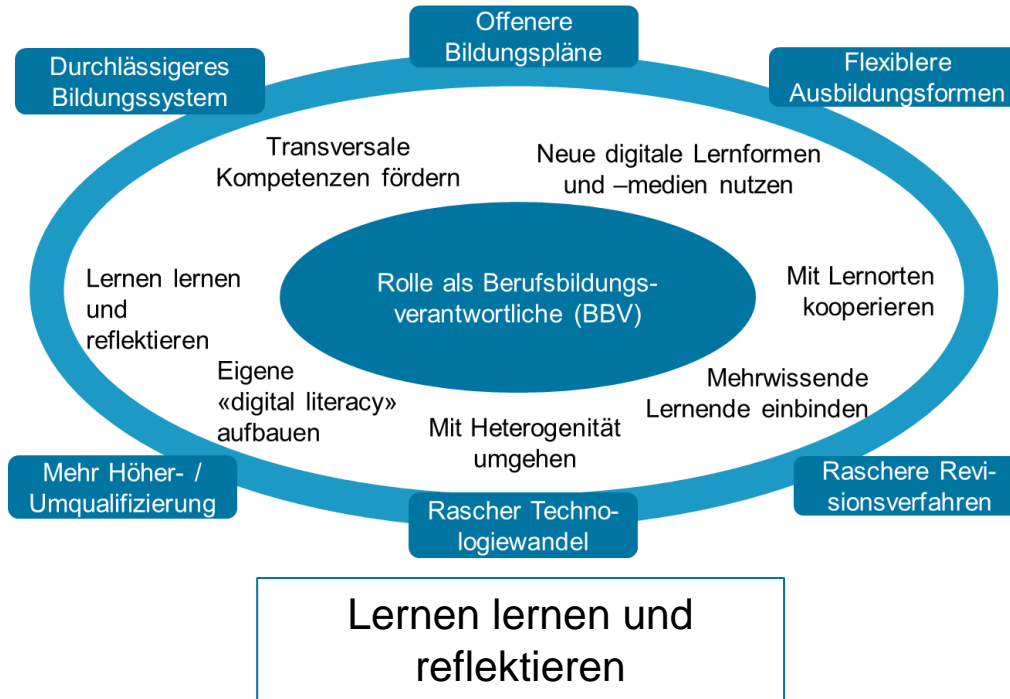 Offenere
Bildungspläne
Durchlässigeres
Bildungssystem
Flexiblere
Ausbildungsformen
Transversale
Kompetenzen fördern
Neue digitale Lernformen
und –medien nutzen
Lernen lernen
und
reflektieren
Rolle als Berufsbildungs-
verantwortliche (BBV)
Mit Lernorten
kooperieren
Eigene
«digital literacy»
aufbauen
Mit Heterogenität
umgehen
Mehrwissende
Lernende einbinden
Mehr Höher- /
Umqualifizierung
Rascher Techno-
logiewandel
Raschere Revi-
sionsverfahren
Lernen lernen und
reflektieren